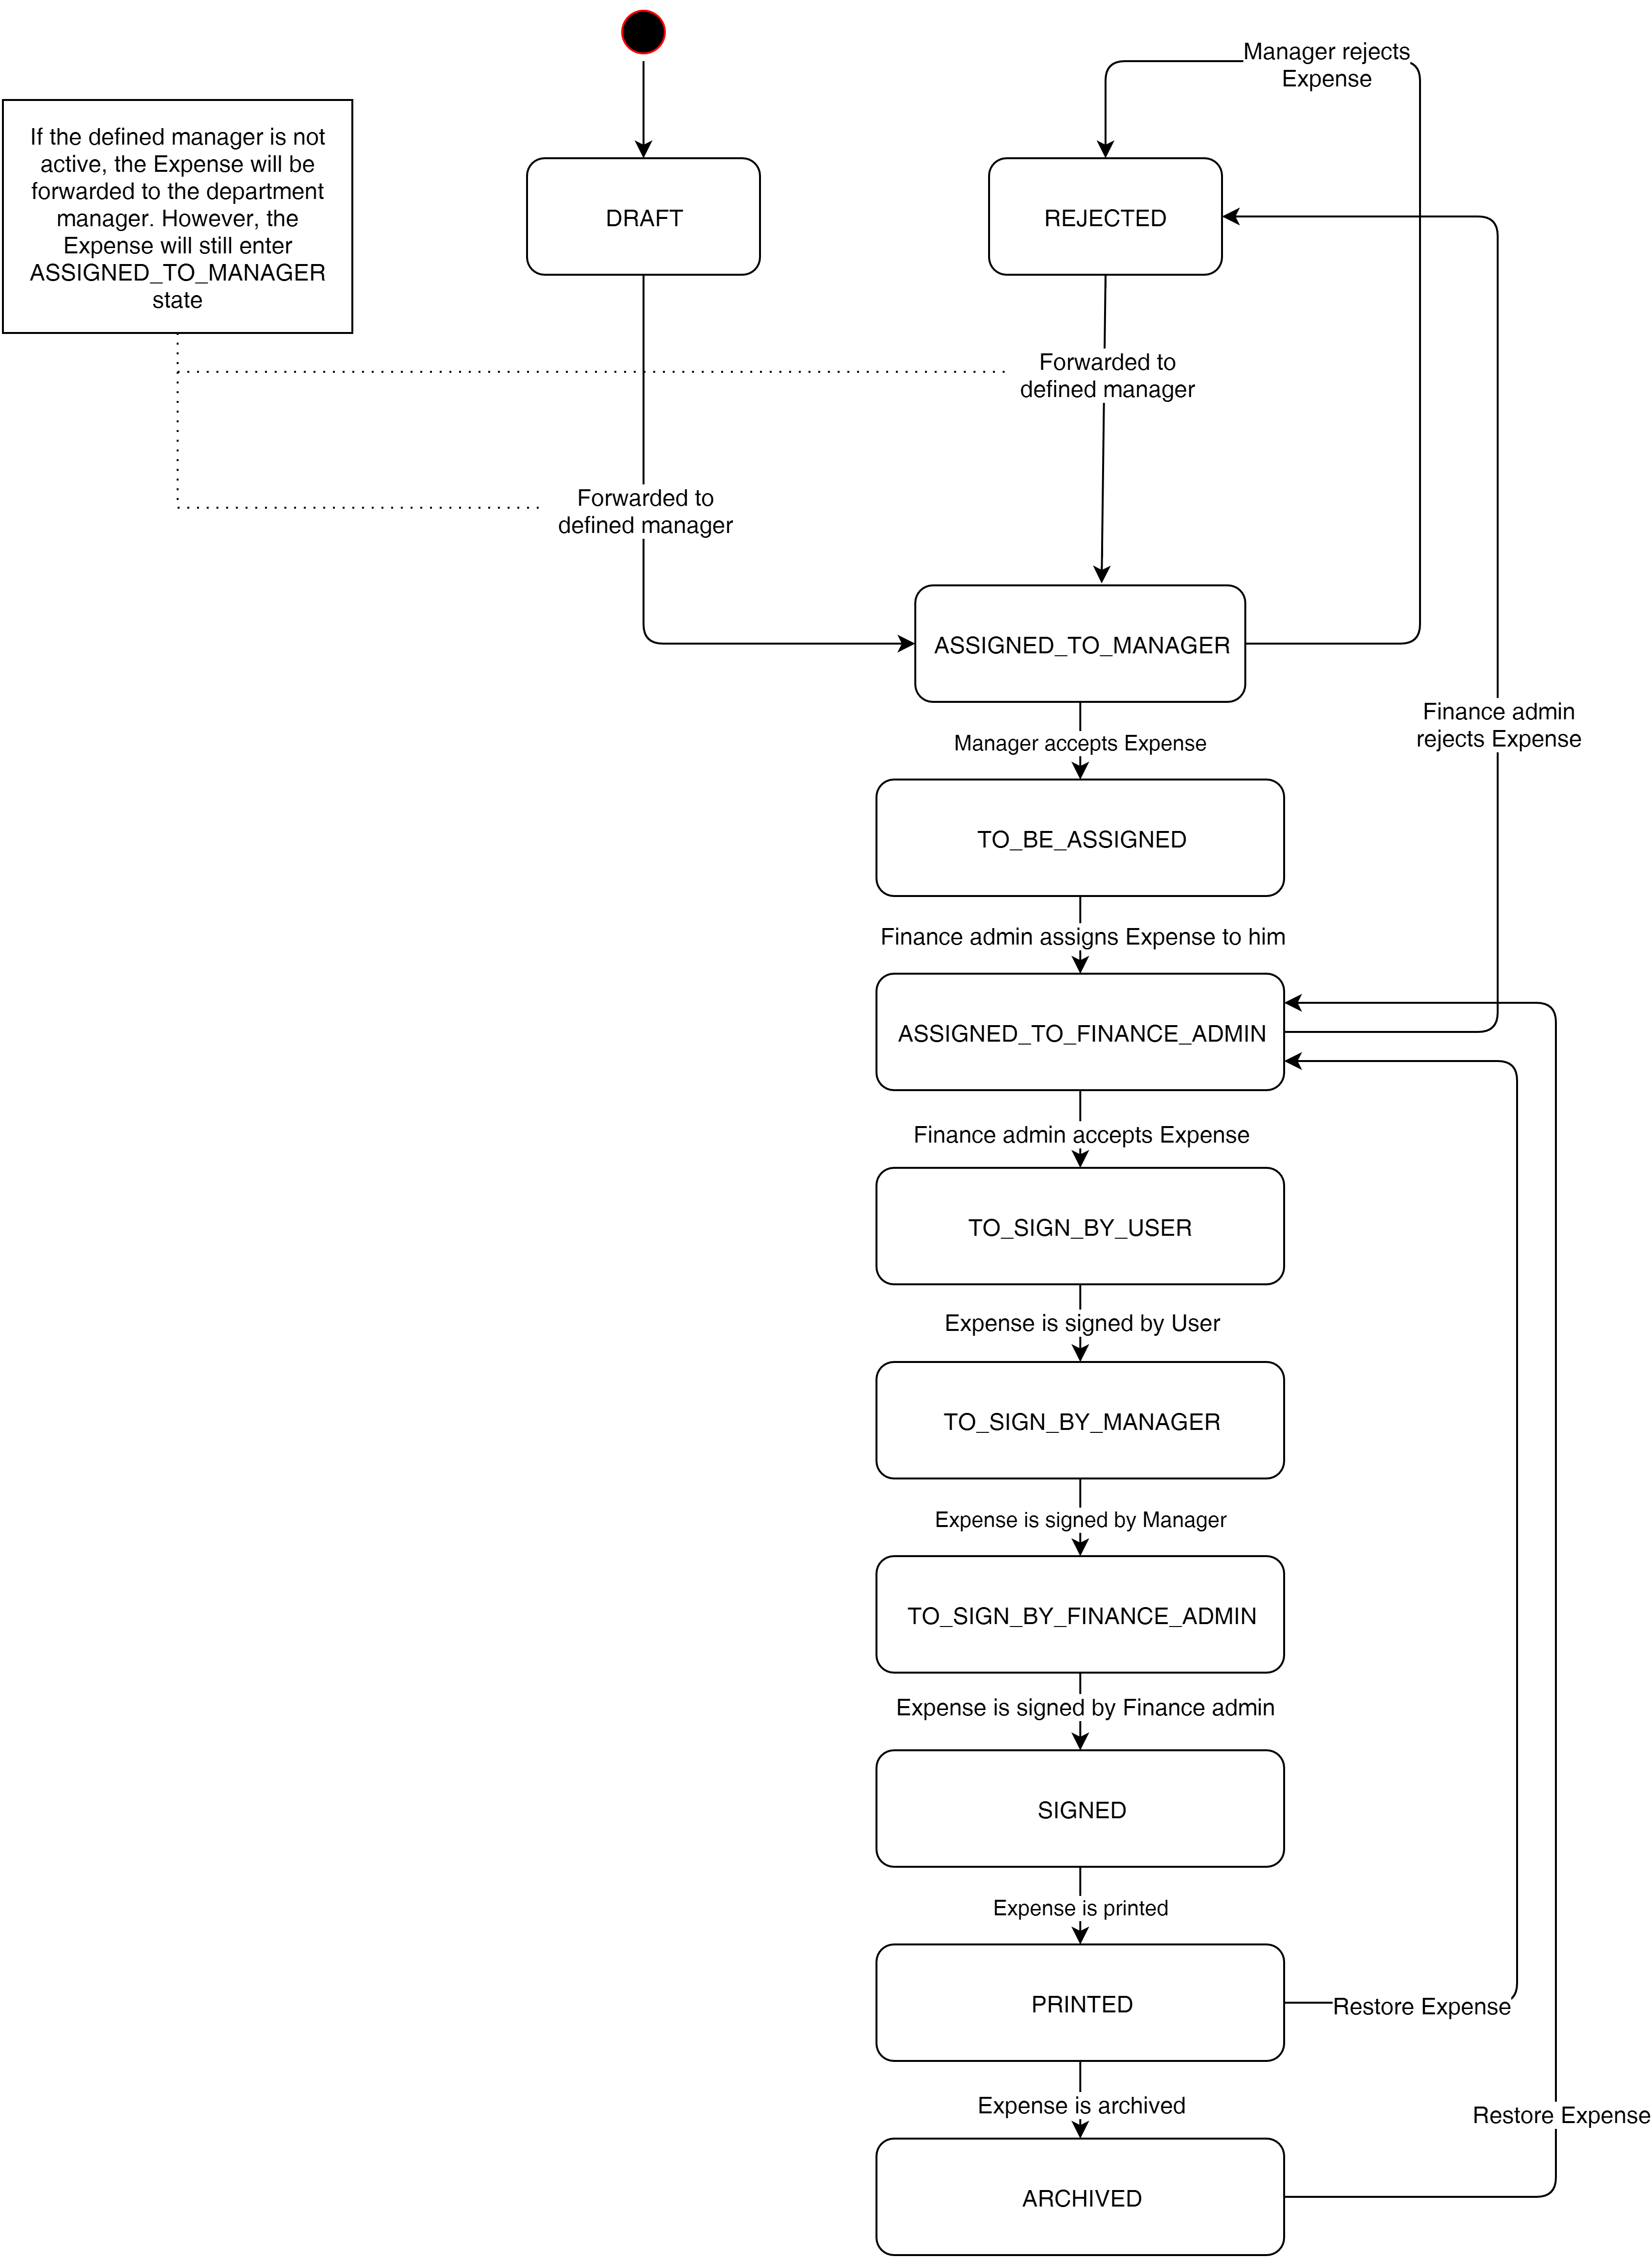 Manager rejects
Expense
If the defined manager is not
active, the Expense will be
forwarded to the department
manager. However, the
Expense will still enter
ASSIGNED_TO_MANAGER
state
DRAFT
REJECTED
Forwarded to
defined manager
Forwarded to
defined manager
ASSIGNED_TO_MANAGER
Finance admin
rejects Expense
Manager accepts Expense
TO_BE_ASSIGNED
Finance admin assigns Expense to him
ASSIGNED_TO_FINANCE_ADMIN
Finance admin accepts Expense
TO_SIGN_BY_USER
Expense is signed by User
TO_SIGN_BY_MANAGER
Expense is signed by Manager
TO_SIGN_BY_FINANCE_ADMIN
Expense is signed by Finance admin
SIGNED
Expense is printed
PRINTED
Restore Expense
Expense is archived
Restore Expense
ARCHIVED